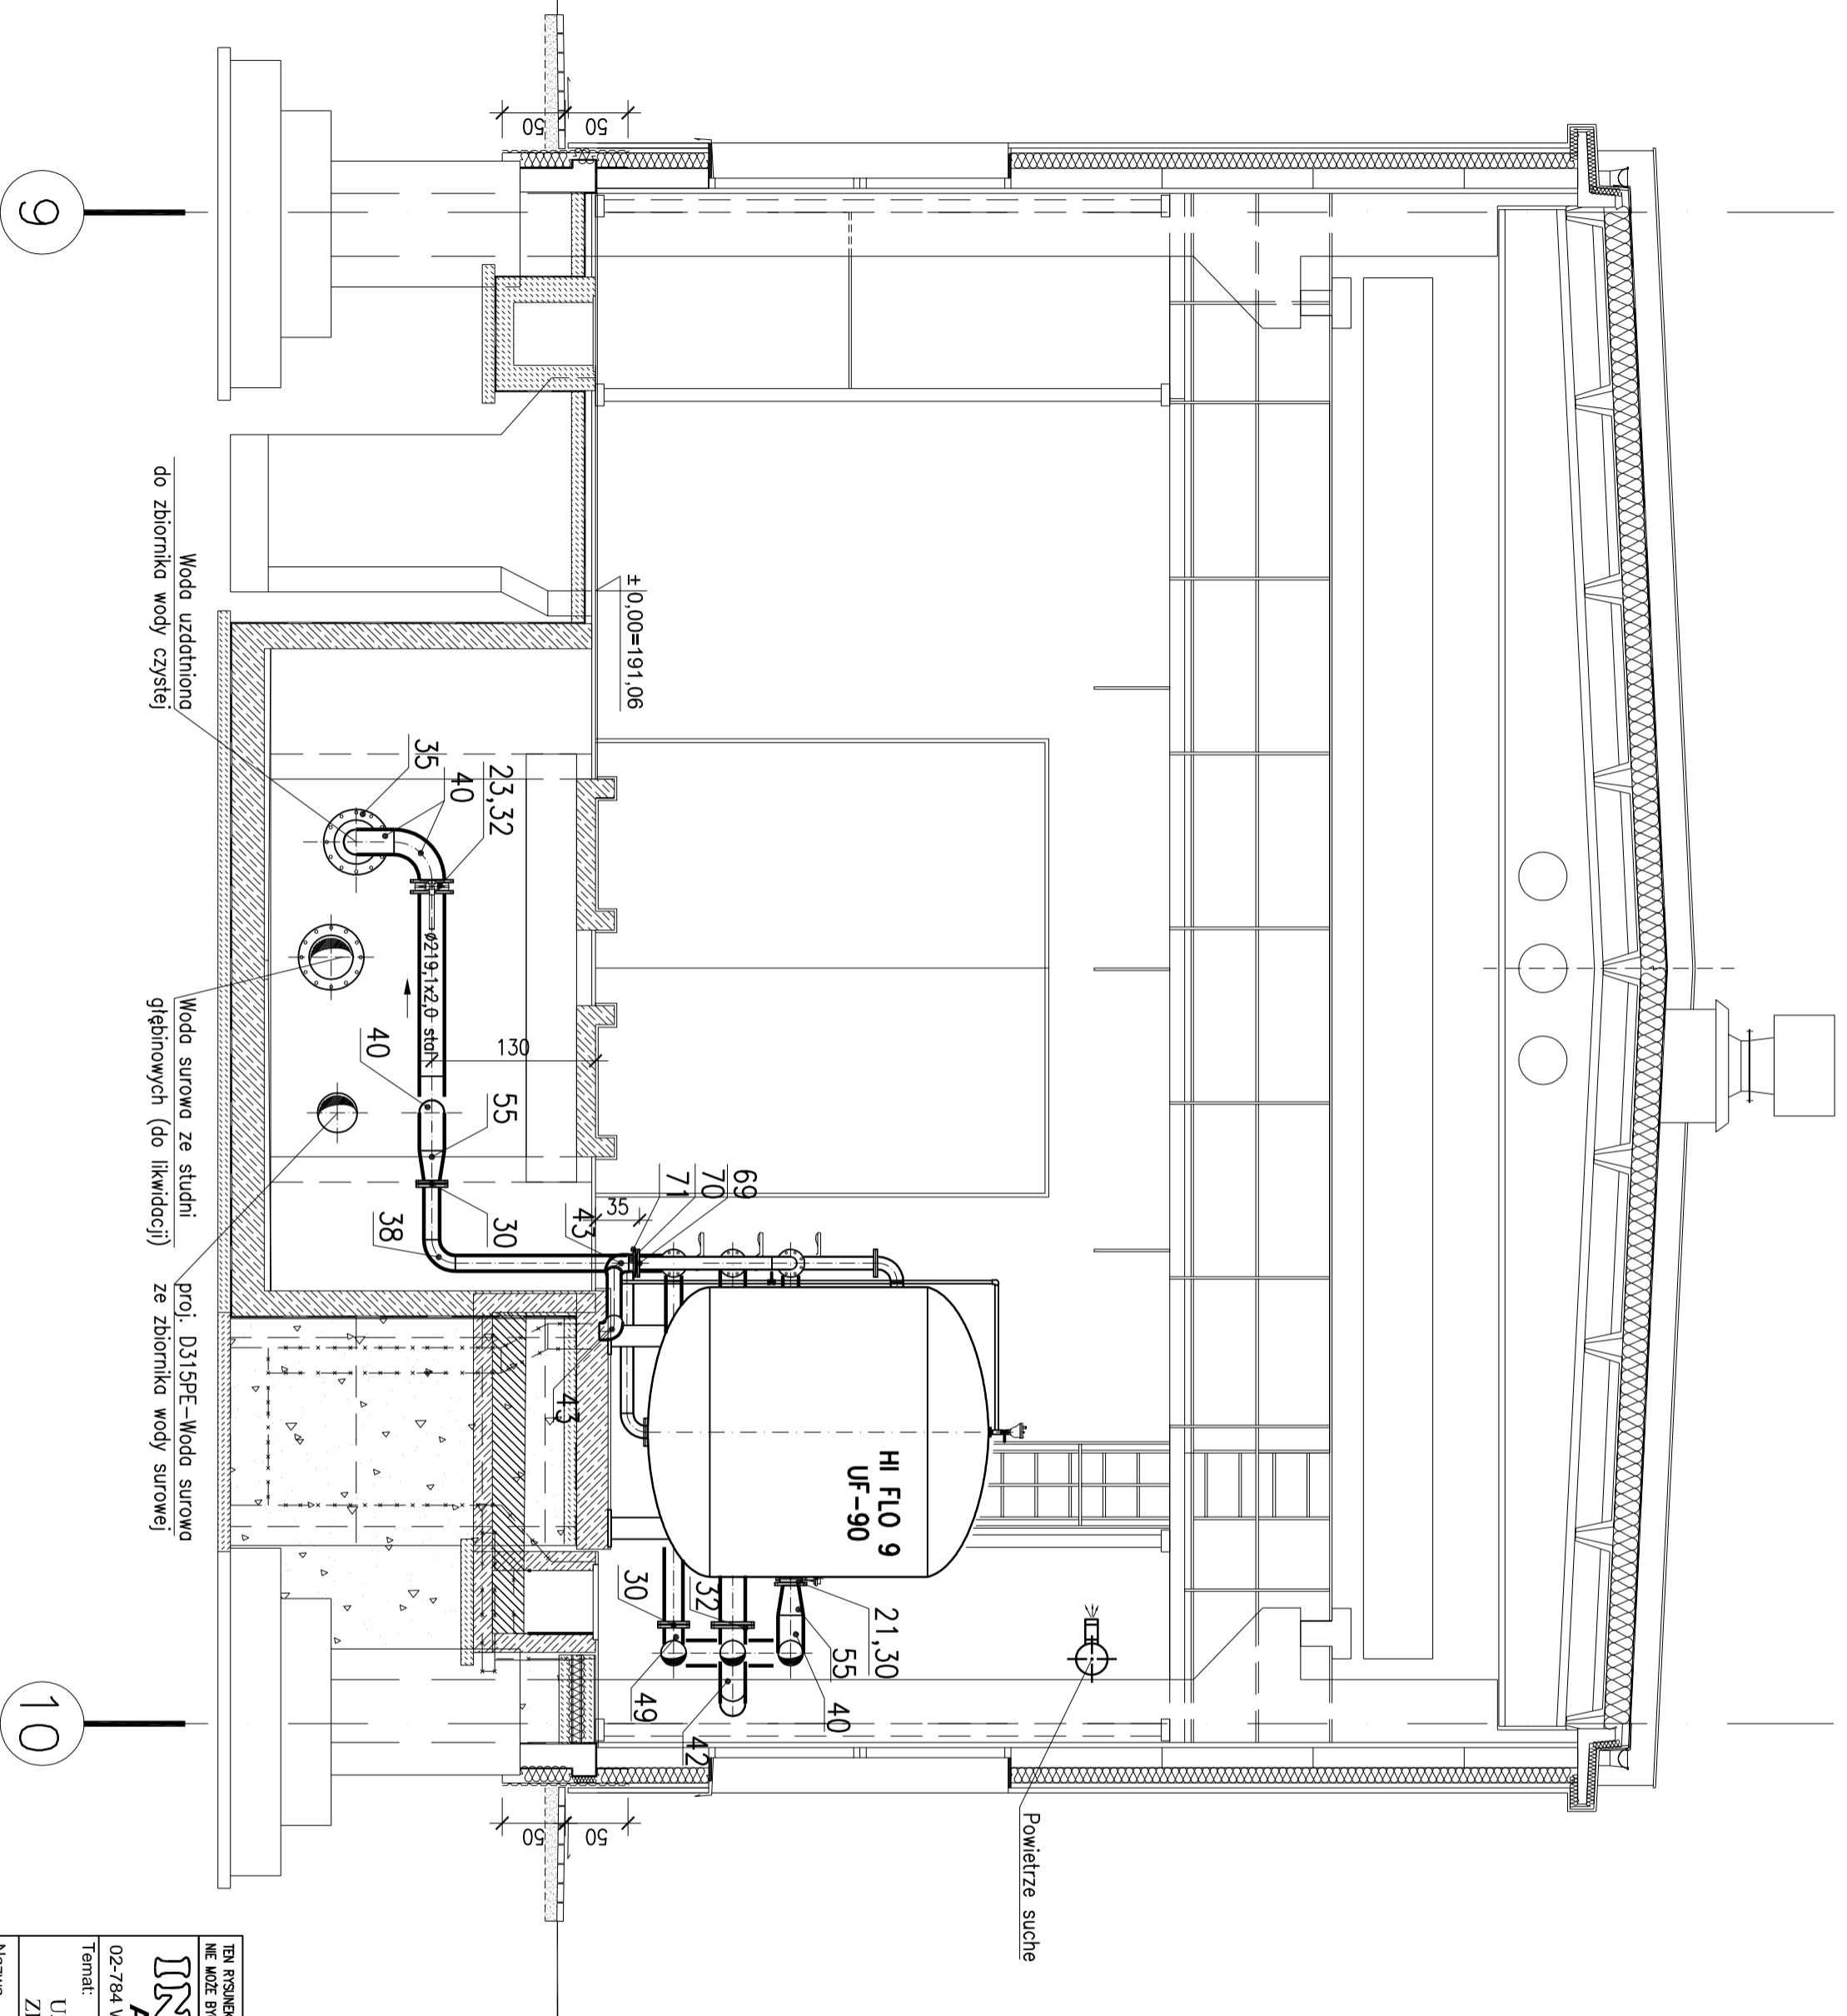 Powietrze suche
HI FLO 9
UF-90
21,30
55
40
30
32
49
42
69
70
71
35
43
43
±0,00=191,06
50
50
50
50
23,32
40
35
ø219,1x2,0 stal
130
40
55
30
38
Woda uzdatniona
do zbiornika wody czystej
Woda surowa ze studni
głębinowych (do likwidacji)
proj. D315PE-Woda surowa
ze zbiornika wody surowej
9
10
TEN RYSUNEK
NIE MOŻE
02-784
Temat: